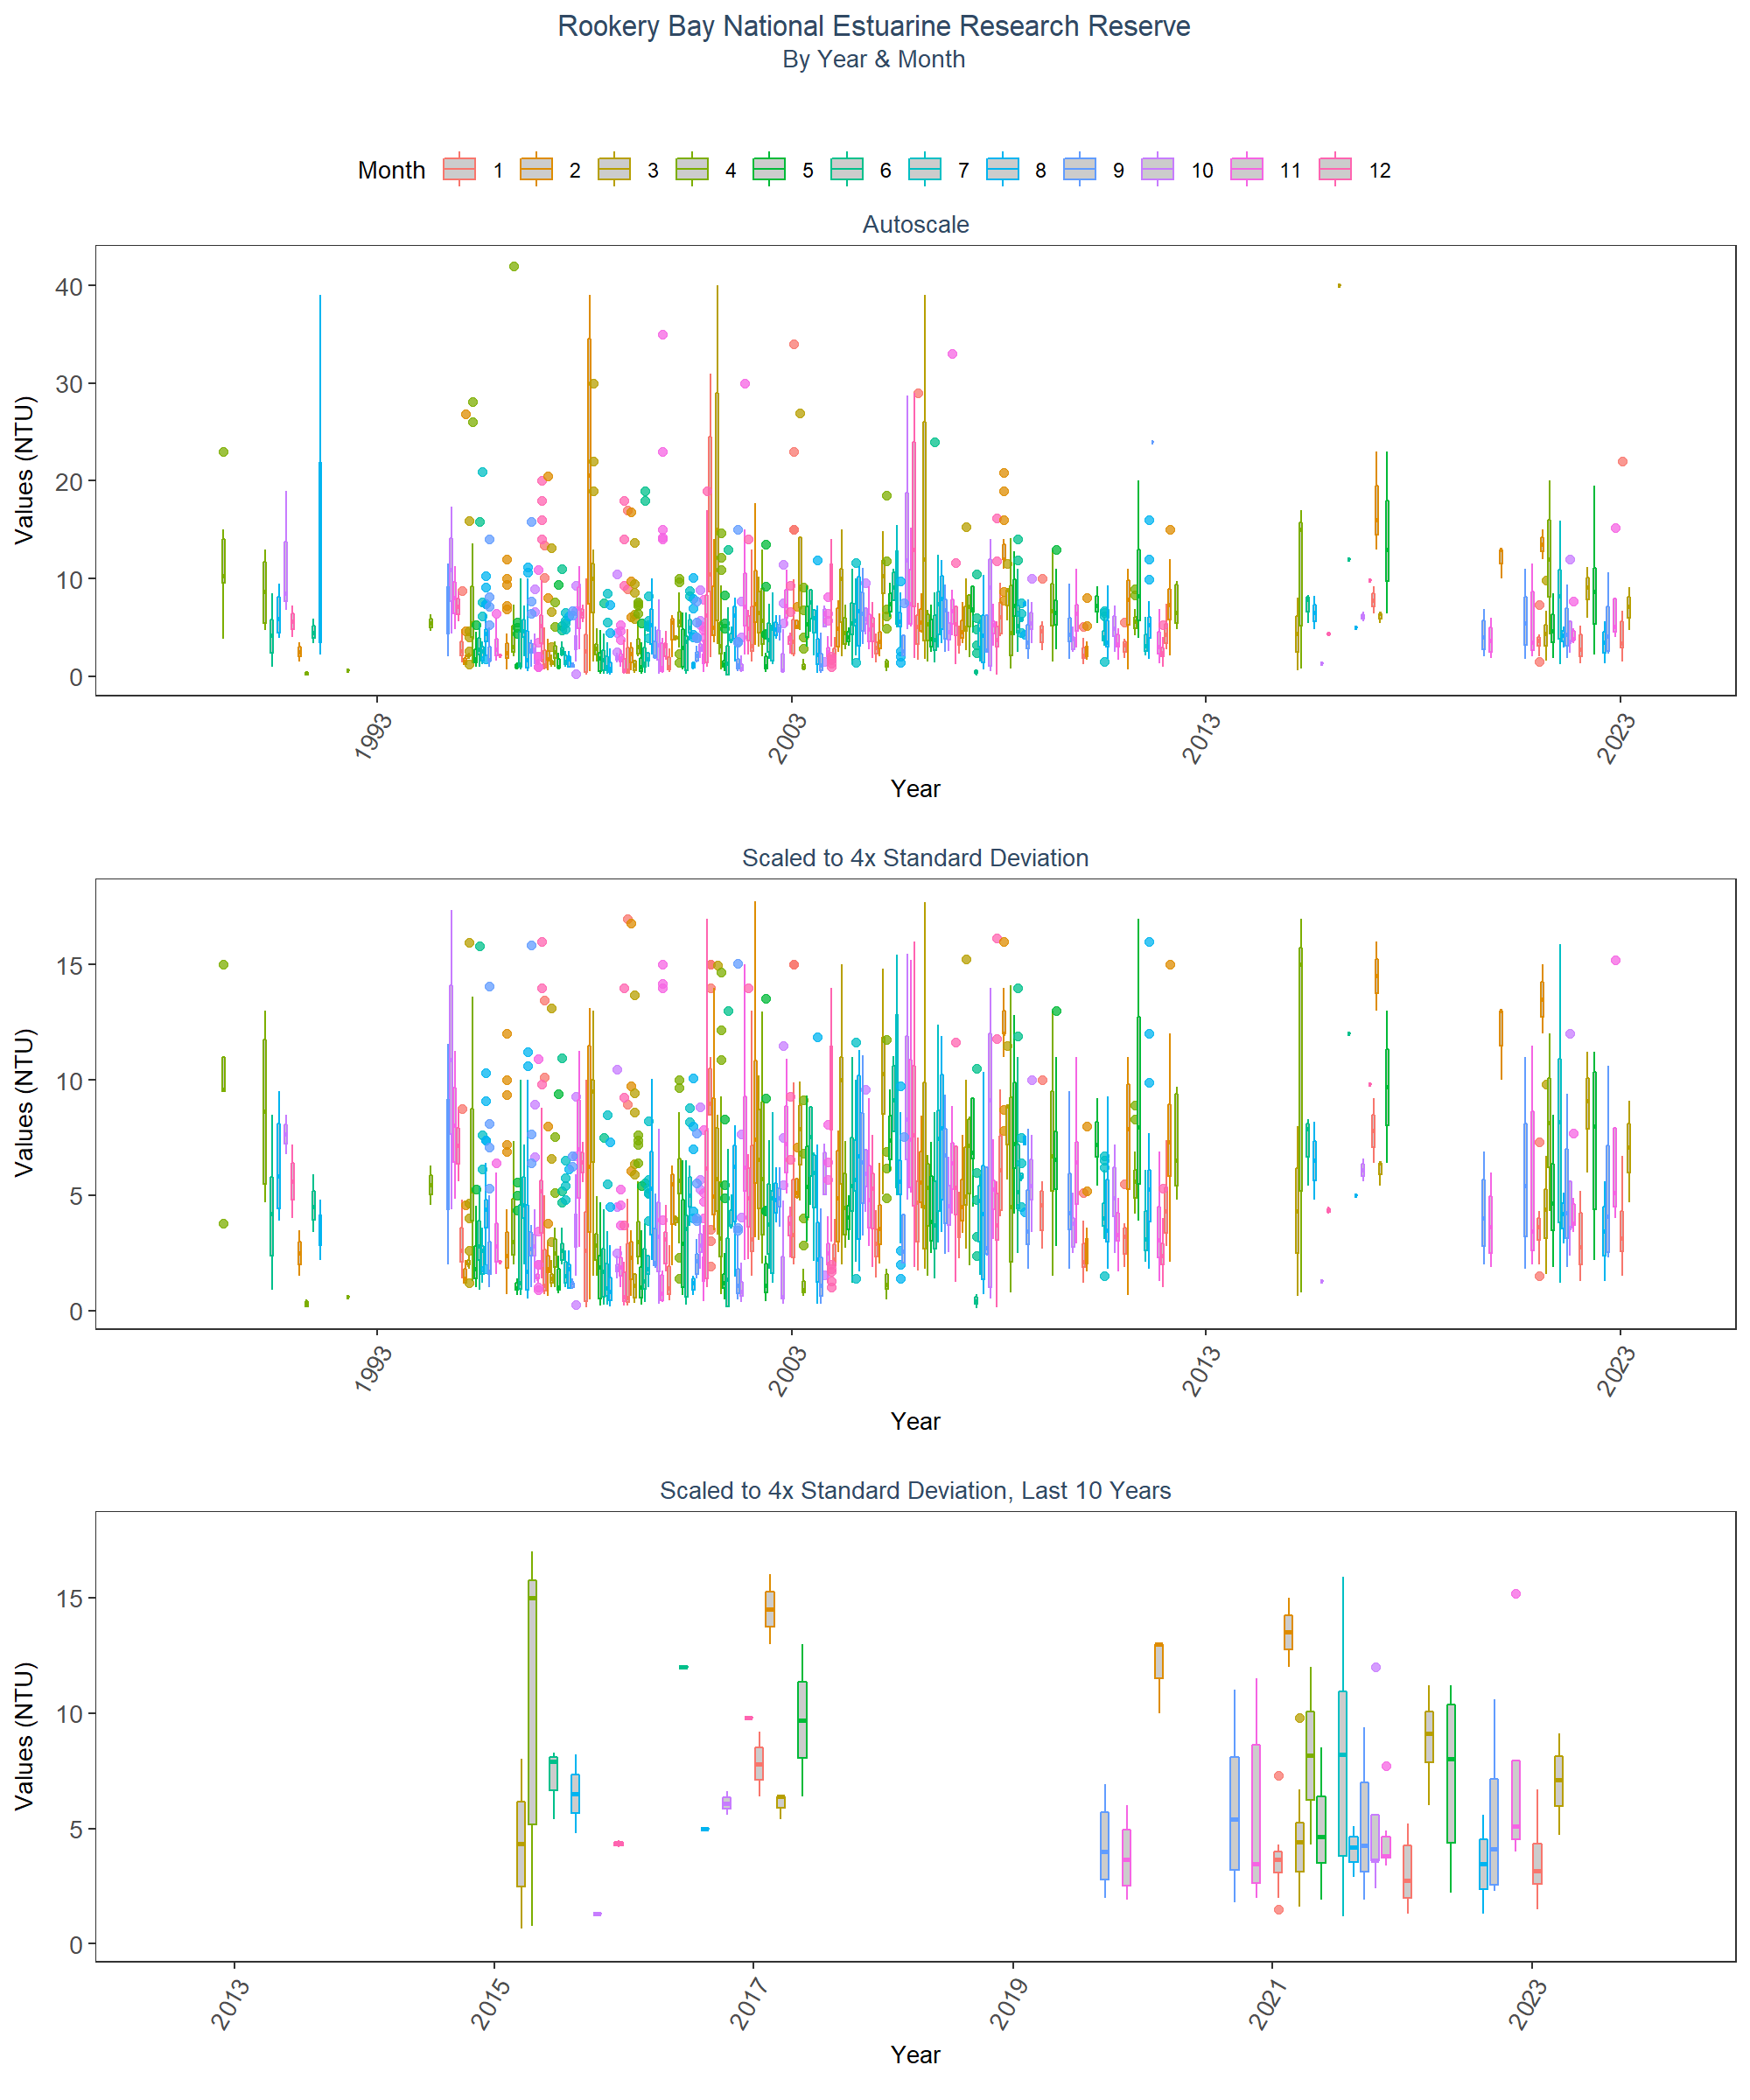 Rookery Bay National Estuarine Research Reserve
By Year & Month
Month 1 2 3 4 5 6 7 8 9 10 11 12
Autoscale
Values (NTU)
40
30
20
10
0
1993 2003 2013 2023
Year
Scaled to 4x Standard Deviation
Values (NTU)
15
10
5
0
1993 2003 2013 2023
Year
Scaled to 4x Standard Deviation, Last 10 Years
Values (NTU)
15
10
5
0
2013 2015 2017 2019 2021 2023
Year